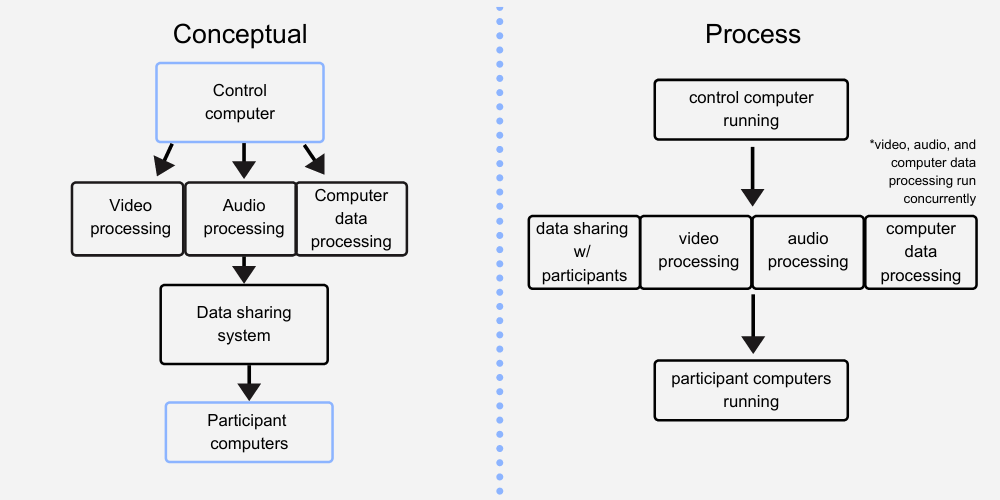 Conceptual
Control
computer
Video
processing
Audio
processing
Computer
data
processing
Data sharing
system
Participant
computers
Process
control computer
running
*video, audio, and
computer data
processing run
concurrently
data sharing
w/
participants
video
processing
audio
processing
computer
data
processing
participant computers
running